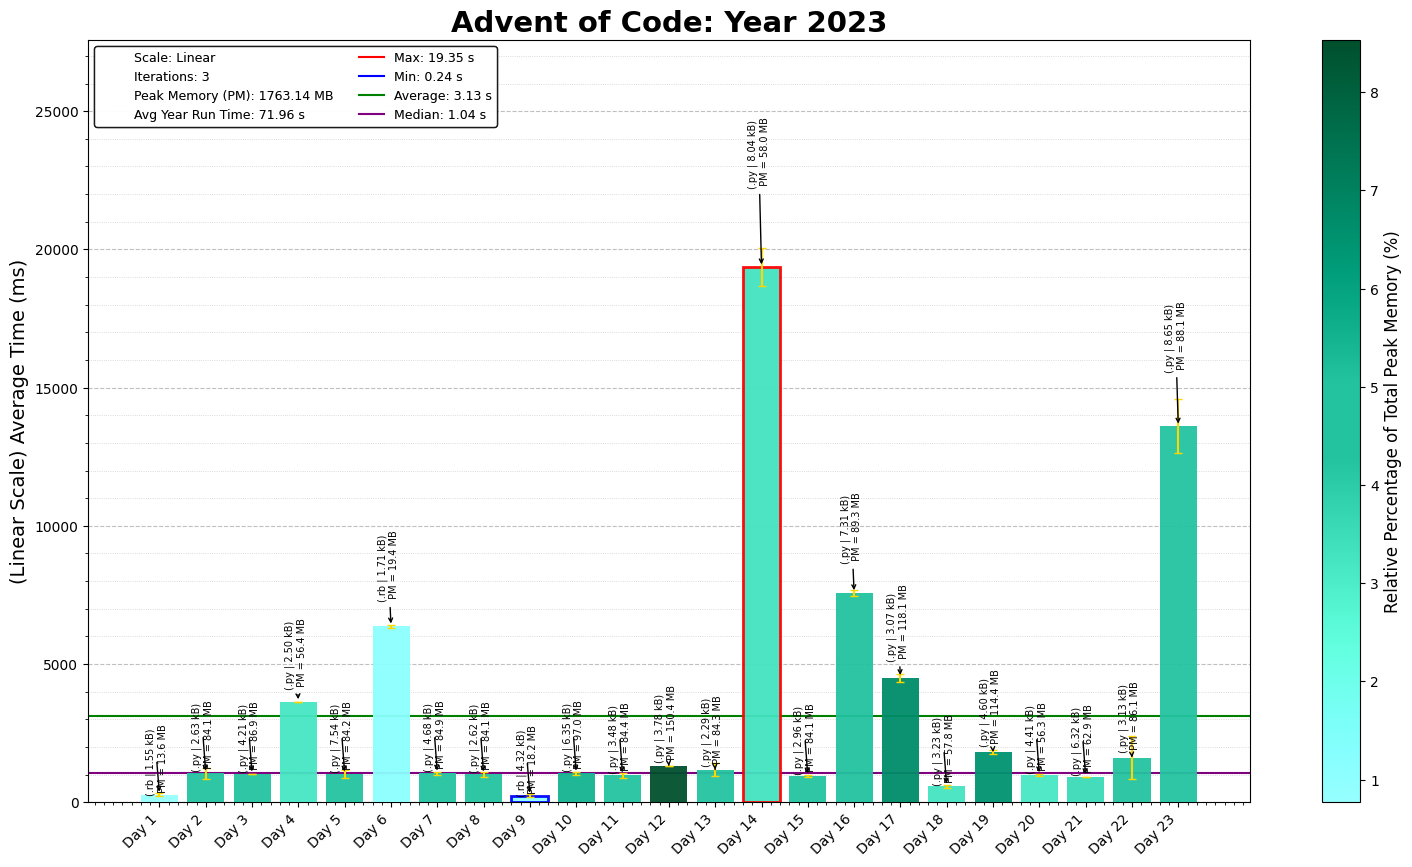 Advent of Code: Year 2023
Scale: Linear
Iterations: 3
Peak Memory (PM): 1763.14 MB
Avg Year Run Time: 71.96 s
Max: 19.35 s
Min: 0.24 s
Average: 3.13 s
Median: 1.04 s
(Linear Scale) Average Time (ms)
25000
20000
15000
10000
5000
0
(.rb | 1.55 kB)
PM = 13.6 MB
(.py | 2.63 kB)
PM = 84.1 MB
(.py | 4.21 kB)
PM = 86.9 MB
(.py | 2.50 kB)
PM = 56.4 MB
(.py | 7.54 kB)
PM = 84.2 MB
(.rb | 1.71 kB)
PM = 19.4 MB
(.py | 4.68 kB)
PM = 84.9 MB
(.py | 2.62 kB)
PM = 84.1 MB
(.rb | 4.32 kB)
PM = 18.2 MB
(.py | 6.35 kB)
PM = 97.0 MB
(.py | 3.48 kB)
PM = 84.4 MB
(.py | 3.78 kB)
PM = 150.4 MB
(.py | 2.29 kB)
PM = 84.3 MB
(.py | 8.04 kB)
PM = 58.0 MB
(.py | 2.96 kB)
PM = 84.1 MB
(.py | 7.31 kB)
PM = 89.3 MB
(.py | 3.07 kB)
PM = 118.1 MB
(.py | 3.23 kB)
PM = 57.8 MB
(.py | 4.60 kB)
PM = 114.4 MB
(.py | 4.41 kB)
PM = 56.3 MB
(.py | 6.32 kB)
PM = 62.9 MB
(.py | 3.13 kB)
PM = 86.1 MB
(.py | 8.65 kB)
PM = 88.1 MB
Day 1
Day 2
Day 3
Day 4
Day 5
Day 6
Day 7
Day 8
Day 9
Day 10
Day 11
Day 12
Day 13
Day 14
Day 15
Day 16
Day 17
Day 18
Day 19
Day 20
Day 21
Day 22
Day 23
8
7
6
5
4
3
2
1
Relative Percentage of Total Peak Memory (%)